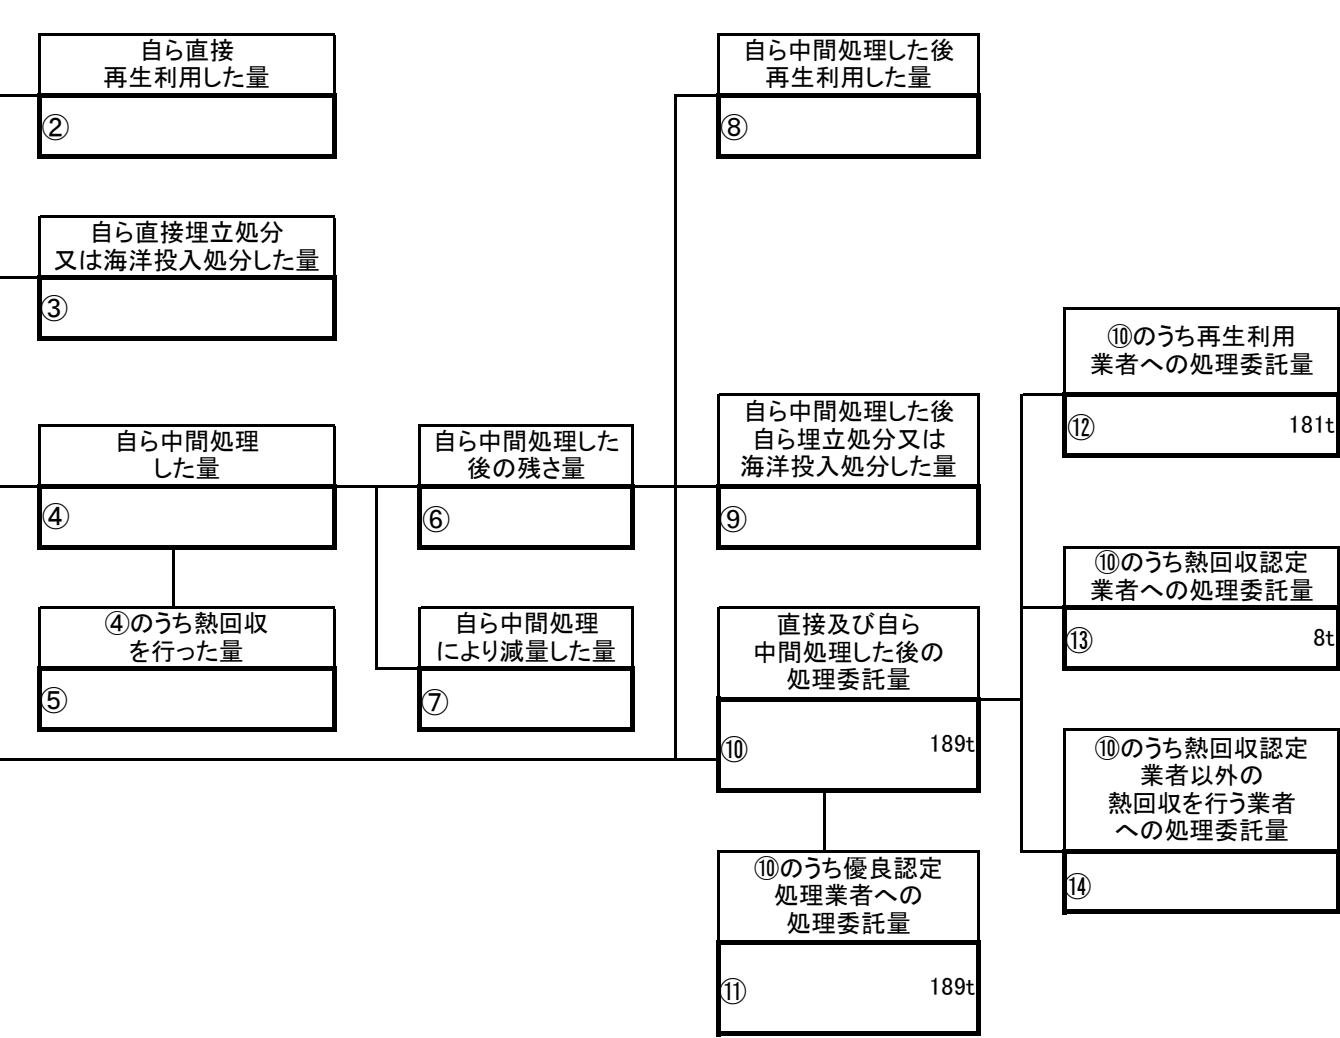 自ら直接
再生利用した量
②
自ら中間処理した後
再生利用した量
⑧
自ら直接埋立処分
又は海洋投入処分した量
③
⑩のうち再生利用
業者への処理委託量
⑫ 181t
自ら中間処理
した量
④
自ら中間処理した
後の残さ量
⑥
自ら中間処理した後
自ら埋立処分又は
海洋投入処分した量
⑨
⑩のうち熱回収認定
業者への処理委託量
⑬ 8t
④のうち熱回収
を行った量
⑤
自ら中間処理
により減量した量
⑦
直接及び自ら
中間処理した後の
処理委託量
⑩ 189t
⑩のうち熱回収認定
業者以外の
熱回収を行う業者
への処理委託量
⑭
⑩のうち優良認定
処理業者への
処理委託量
⑪ 189t